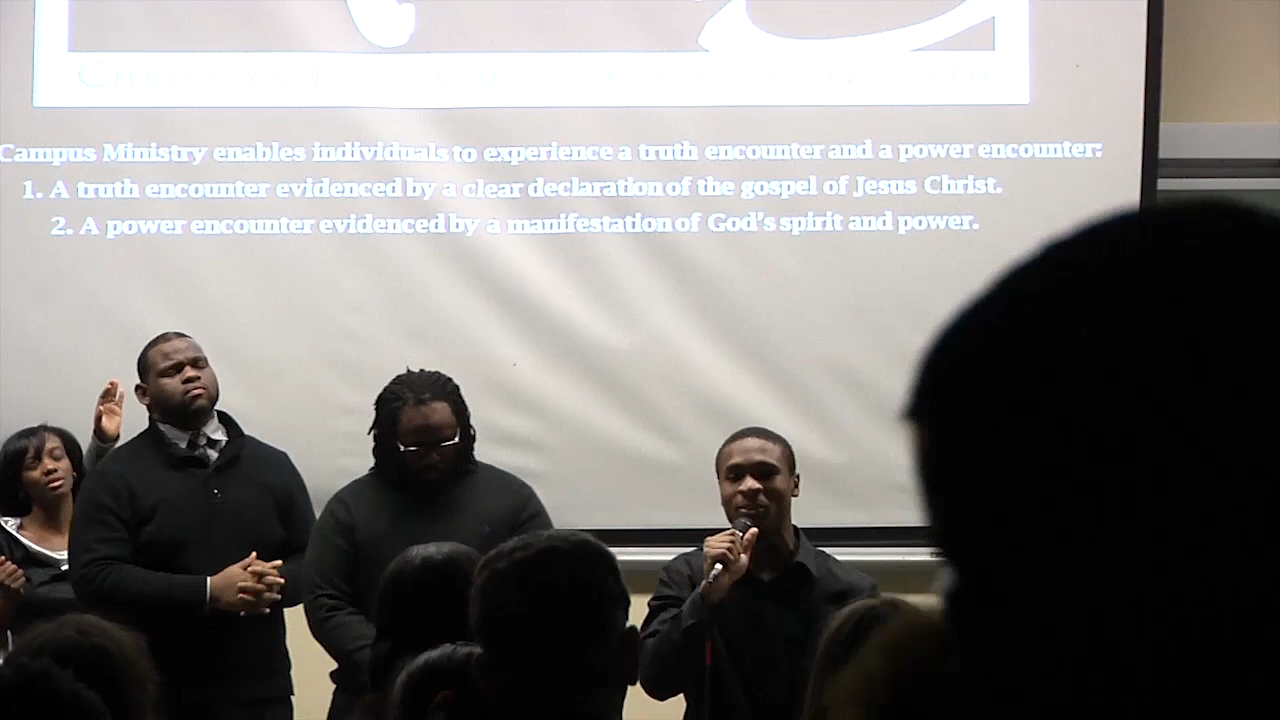 Campus Ministry enables individuals to experience a truth encounter and a power encounter:
1. A truth encounter evidenced by a clear declaration of the gospel of Jesus Christ.
2. A power encounter evidenced by a manifestation of God's spirit and power.